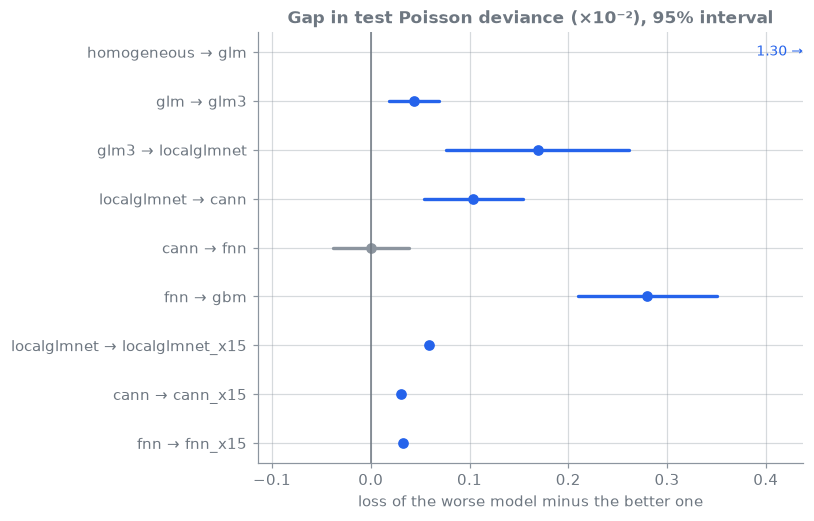 Gap in test Poisson deviance (×10⁻²), 95% interval
homogeneous → glm
1.30 →
glm → glm3
glm3 → localglmnet
localglmnet → cann
cann → fnn
fnn → gbm
localglmnet → localglmnet_x15
cann → cann_x15
fnn → fnn_x15
−0.1 0.0 0.1 0.2 0.3 0.4
loss of the worse model minus the better one